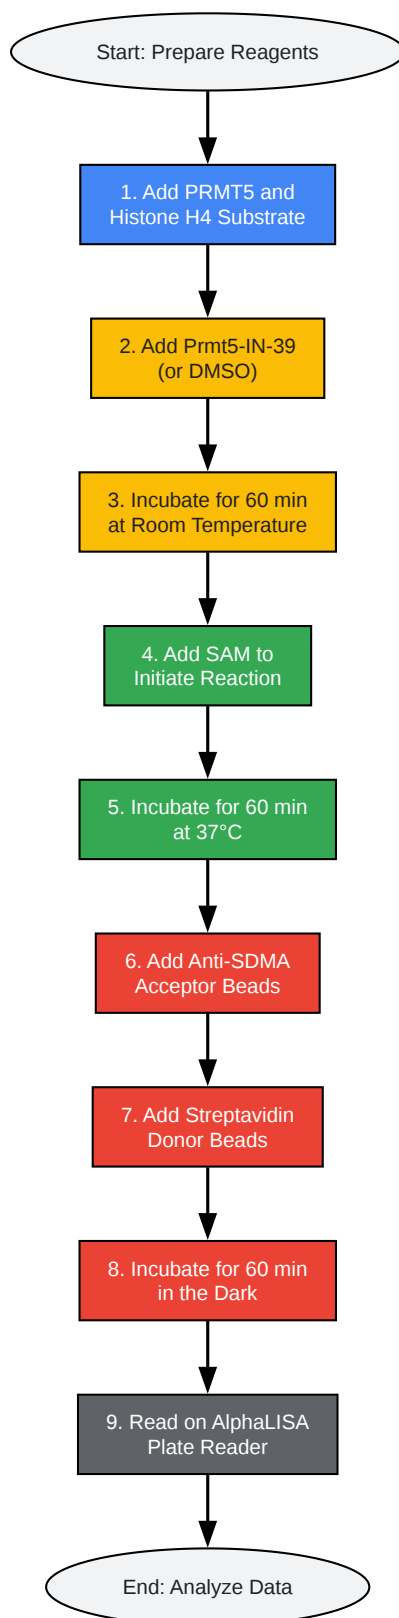 Start: Prepare Reagents
1. Add PRMT5 and
Histone H4 Substrate
2. Add Prmt5-IN-39
(or DMSO)
3. Incubate for 60 min
at Room Temperature
4. Add SAM to
Initiate Reaction
5. Incubate for 60 min
at 37°C
6. Add Anti-SDMA
Acceptor Beads
7. Add Streptavidin
Donor Beads
8. Incubate for 60 min
in the Dark
9. Read on AlphaLISA
Plate Reader
End: Analyze Data